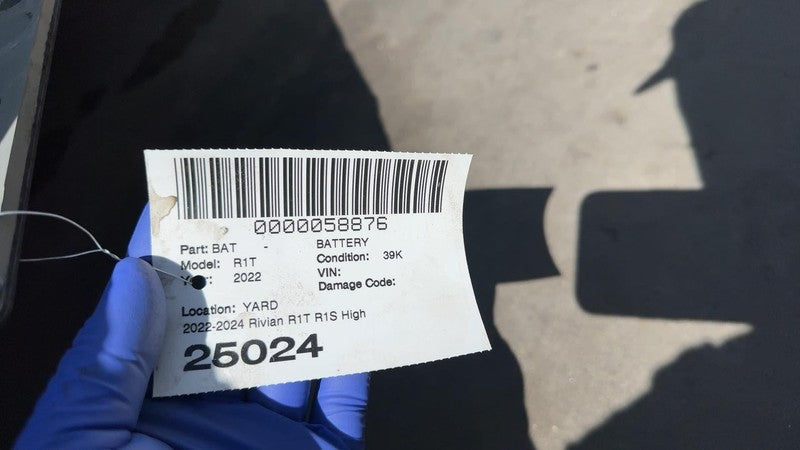 0000058876
Part: BAT - BATTERY
Model: R1T Condition: 39K
2022 VIN:
Damage Code:
Location: YARD
2022-2024 Rivian R1T R1S High
25024